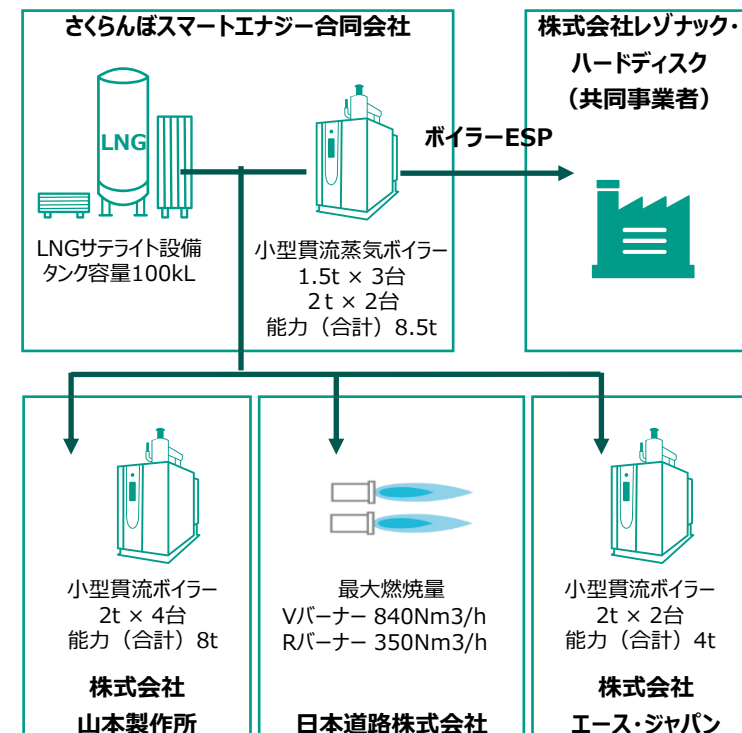 さくらんぼスマートエナジー合同会社
LNG
LNGサテライト設備
タンク容量100kL
小型貫流蒸気ボイラー
1.5t × 3台
2t × 2台
能力（合計）8.5t
ボイラーESP
株式会社レゾナック・
ハードディスク
（共同事業者）
小型貫流ボイラー
2t × 4台
能力（合計）8t
株式会社
山本製作所
最大燃焼量
Vバーナー 840Nm3/h
Rバーナー 350Nm3/h
日本道路株式会社
小型貫流ボイラー
2t × 2台
能力（合計）4t
株式会社
エース・ジャパン